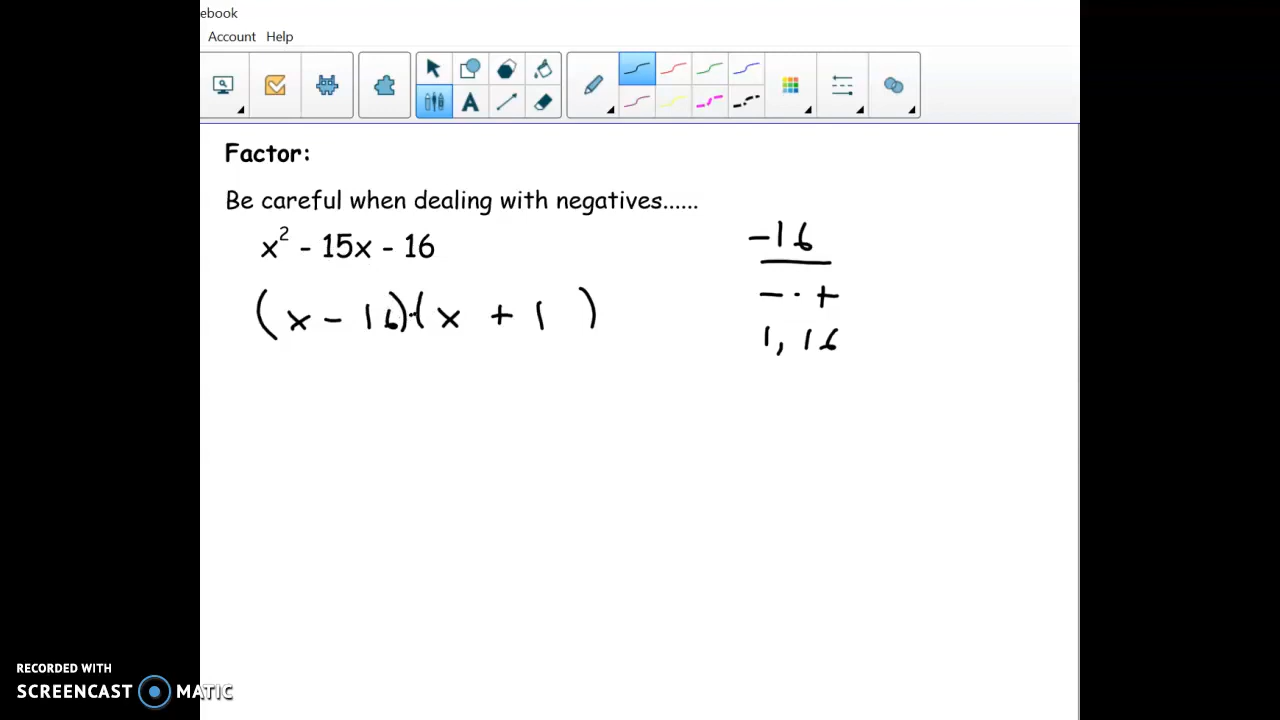 ebook
Account Help
Factor:
Be careful when dealing with negatives......
x² - 15x - 16
(x - 16)·(x + 1)
-16
- · +
1, 16
RECORDED WITH
SCREENCAST MATIC